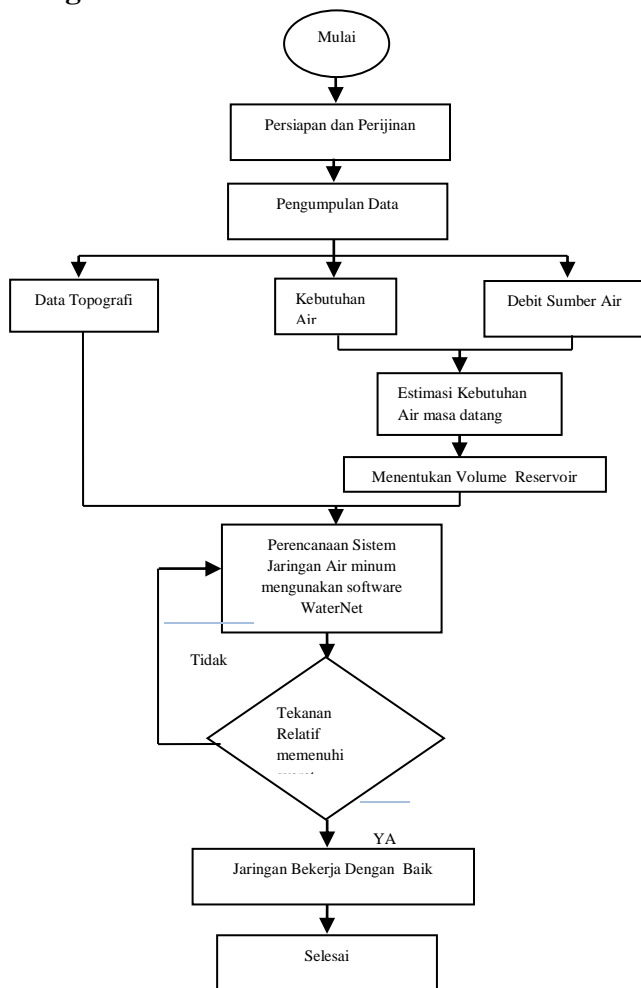 Mulai
Persiapan dan Perijinan
Pengumpulan Data
Data Topografi
Kebutuhan
Air
Debit Sumber Air
Estimasi Kebutuhan
Air masa datang
Menentukan Volume Reservoir
Perencanaan Sistem
Jaringan Air minum
mengunakan software
WaterNet
Tidak
Tekanan
Relatif
memenuhi
YA
Jaringan Bekerja Dengan Baik
Selesai